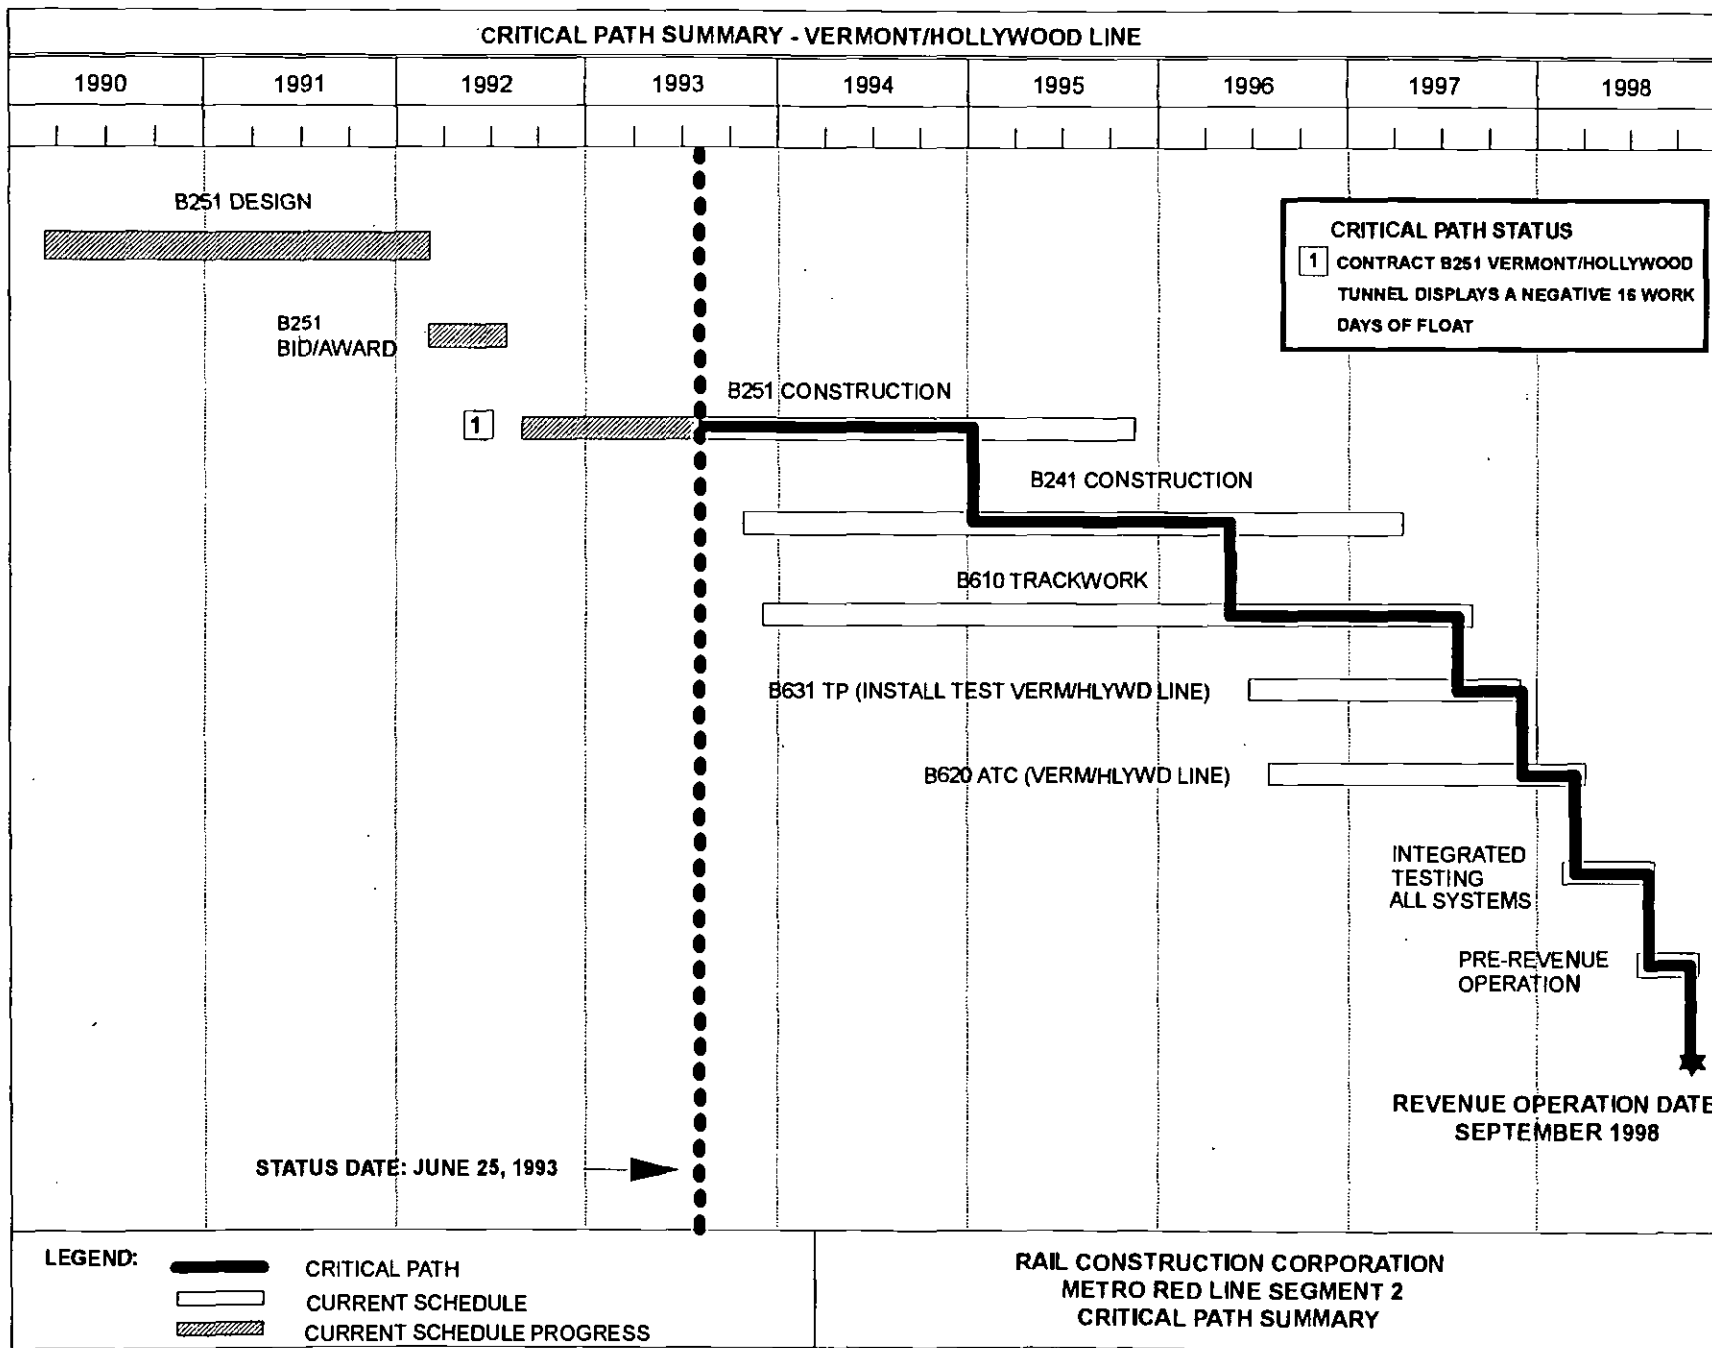 CRITICAL PATH SUMMARY - VERMONT/HOLLYWOOD LINE
1990 1991 1992 1993 1994 1995 1996 1997 1998
B251 DESIGN
CRITICAL PATH STATUS
1 CONTRACT B251 VERMONT/HOLLYWOOD
TUNNEL DISPLAYS A NEGATIVE 16 WORK
DAYS OF FLOAT
B251
BID/AWARD
B251 CONSTRUCTION
1
B241 CONSTRUCTION
B610 TRACKWORK
B631 TP (INSTALL TEST VERM/HLYWD LINE)
B620 ATC (VERM/HLYWD LINE)
INTEGRATED
TESTING
ALL SYSTEMS
PRE-REVENUE
OPERATION
REVENUE OPERATION DATE
SEPTEMBER 1998
STATUS DATE: JUNE 25, 1993
LEGEND:
CRITICAL PATH
CURRENT SCHEDULE
CURRENT SCHEDULE PROGRESS
RAIL CONSTRUCTION CORPORATION
METRO RED LINE SEGMENT 2
CRITICAL PATH SUMMARY